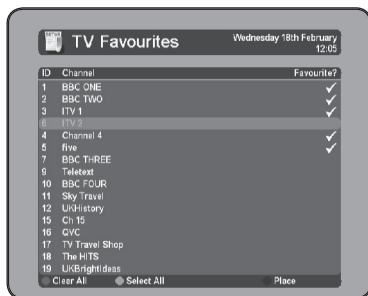 SETUP
TV Favourites
Wednesday 18th February
12:05
ID Channel Favourite?
1 BBC ONE ✓
2 BBC TWO ✓
3 ITV 1 ✓
6 ITV 2
4 Channel 4 ✓
5 five ✓
7 BBC THREE
9 Teletext
10 BBC FOUR
11 Sky Travel
12 UKHistory
15 Ch 15
16 QVC
17 TV Travel Shop
18 The HITS
19 UKBrightIdeas
Clear All Select All Place